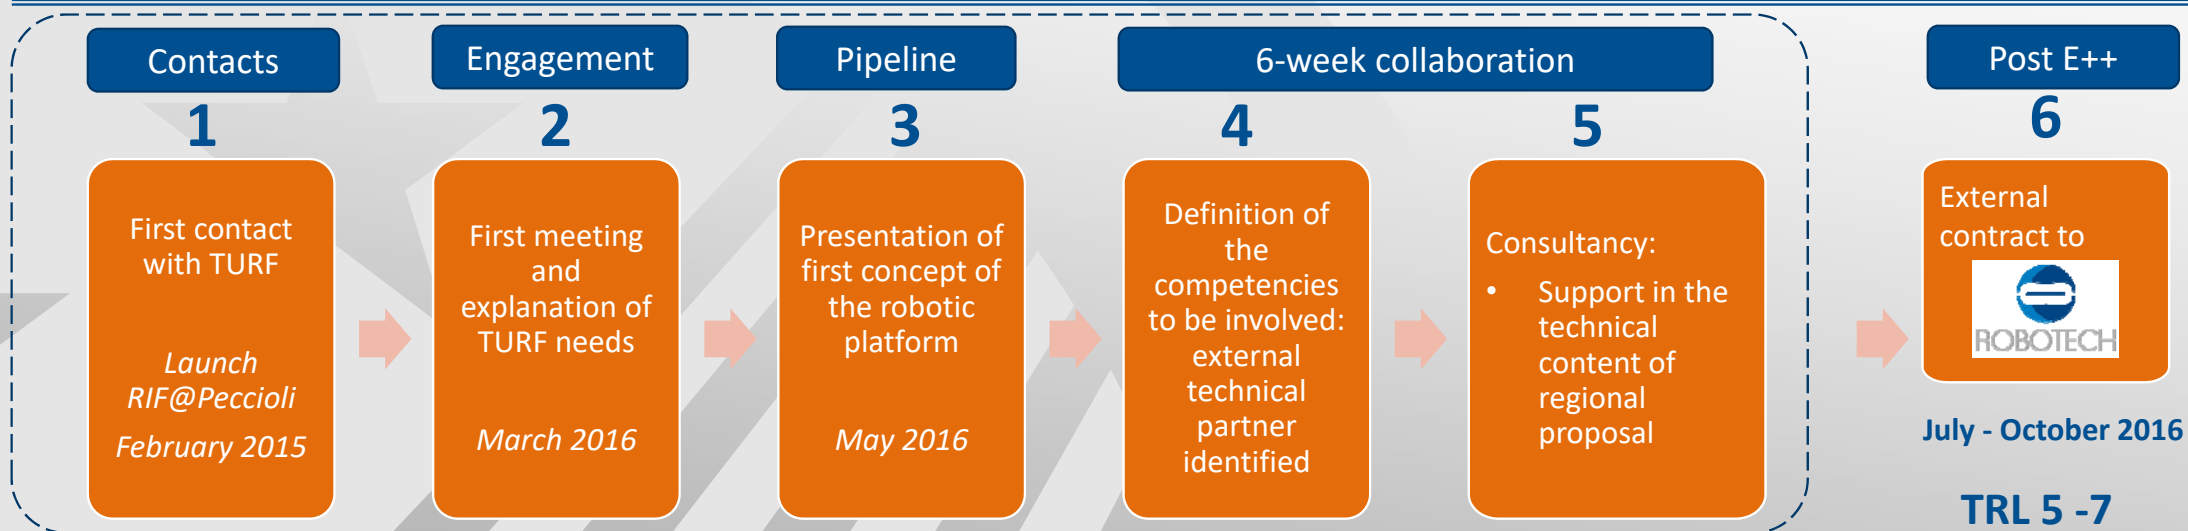 Contacts
1
First contact
with TURF
Launch
RIF@Peccioli
February 2015
Engagement
2
First meeting
and
explanation of
TURF needs
March 2016
Pipeline
3
Presentation of
first concept of
the robotic
platform
May 2016
6-week collaboration
4
Definition of
the
competencies
to be involved:
external
technical
partner
identified
5
Consultancy:
• Support in the
technical
content of
regional
proposal
Post E++
6
External
contract to
ROBOTECH
July - October 2016
TRL 5 -7